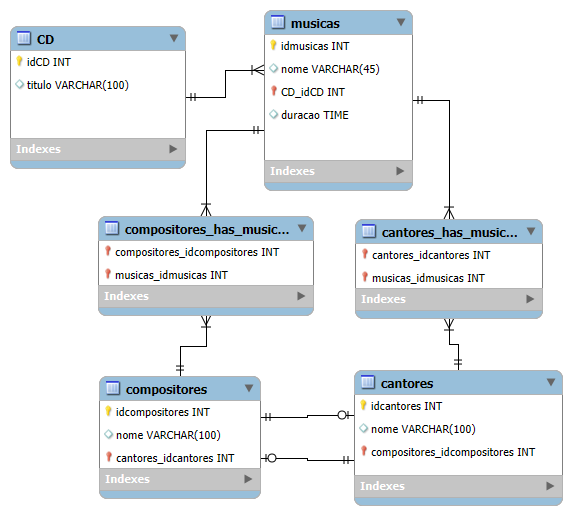 CD
idCD INT
titulo VARCHAR(100)
Indexes
musicas
idmusicas INT
nome VARCHAR(45)
CD_idCD INT
duracao TIME
Indexes
compositores_has_music...
compositores_idcompositores INT
musicas_idmusicas INT
Indexes
cantores_has_music...
cantores_idcantores INT
musicas_idmusicas INT
Indexes
compositores
idcompositores INT
nome VARCHAR(100)
cantores_idcantores INT
Indexes
cantores
idcantores INT
nome VARCHAR(100)
compositores_idcompositores INT
Indexes